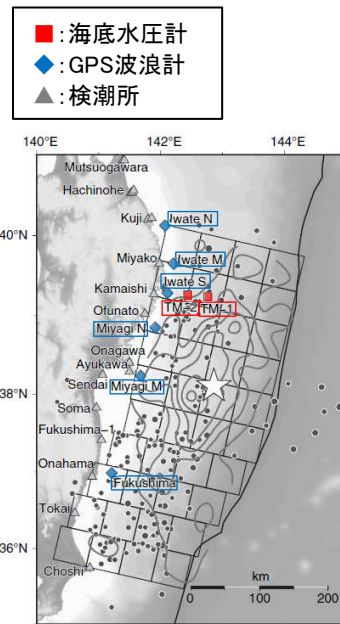 ■:海底水圧計
◆:GPS波浪計
▲:検潮所
140°E 142°E 144°E
Mutsuogawara
Hachinohe
Kuji
Iwate N
40°N
Miyako
Iwate M
Iwate S
Kamaishi
TM-2 TM-1
Ofunato
Miyagi N
Onagawa
Ayukawa
38°N
Sendai
Miyagi M
Soma
Fukushima-1
Onahama
Fukushima
Tokai
36°N
Choshi
km
0 100 200